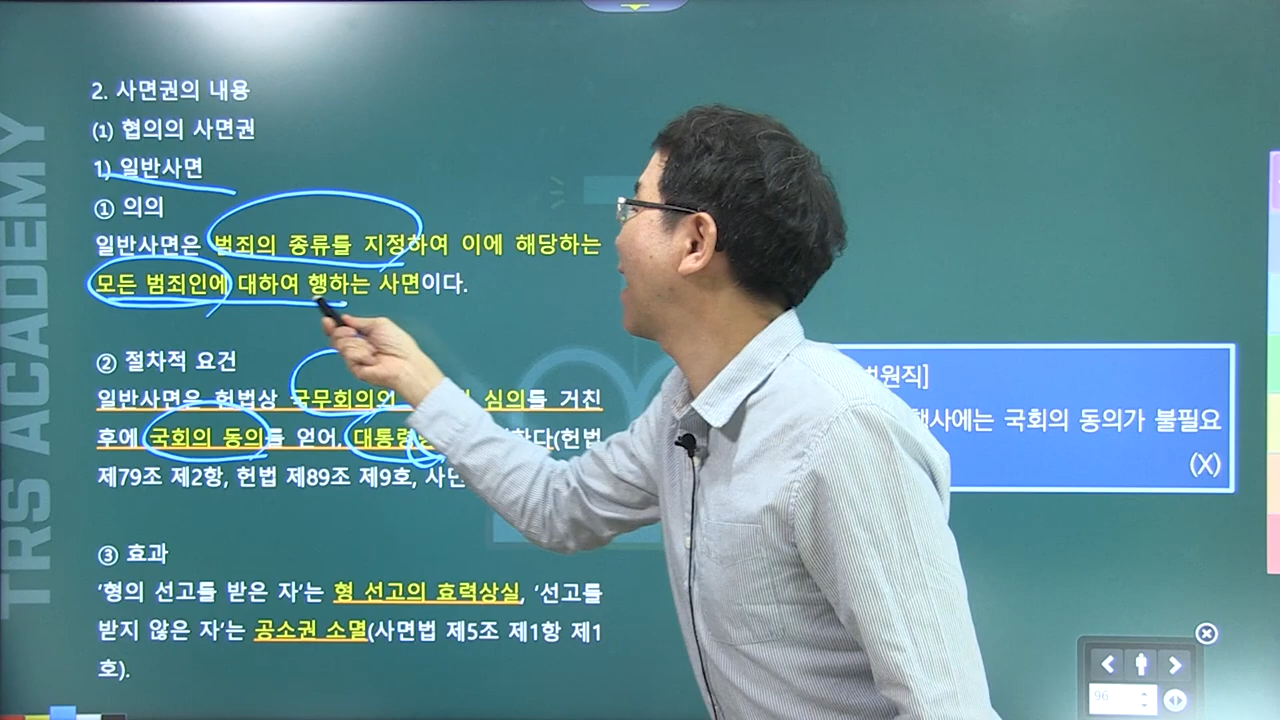 2. 사면권의 내용
(1) 협의의 사면권
1) 일반사면
① 의의
일반사면은 범죄의 종류를 지정하여 이에 해당하는
모든 범죄인에 대하여 행하는 사면이다.
② 절차적 요건
일반사면은 헌법상 국무회의의 심의를 거친
후에 국회의 동의를 얻어, 대통령 한다(헌법
제79조 제2항, 헌법 제89조 제9호, 사면
③ 효과
‘형의 선고를 받은 자’는 형 선고의 효력상실, ‘선고를
받지 않은 자’는 공소권 소멸(사면법 제5조 제1항 제1
호).
원직]
행사에는 국회의 동의가 불필요
(X)
TRS ACADEMY
96